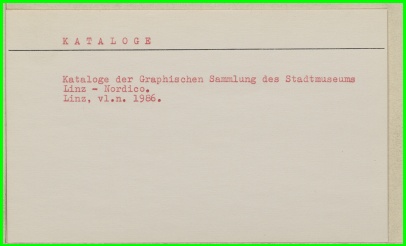 K A T A L O G E
Kataloge der Graphischen Sammlung des Stadtmuseums
Linz - Nordico.
Linz, vl.n. 1986.